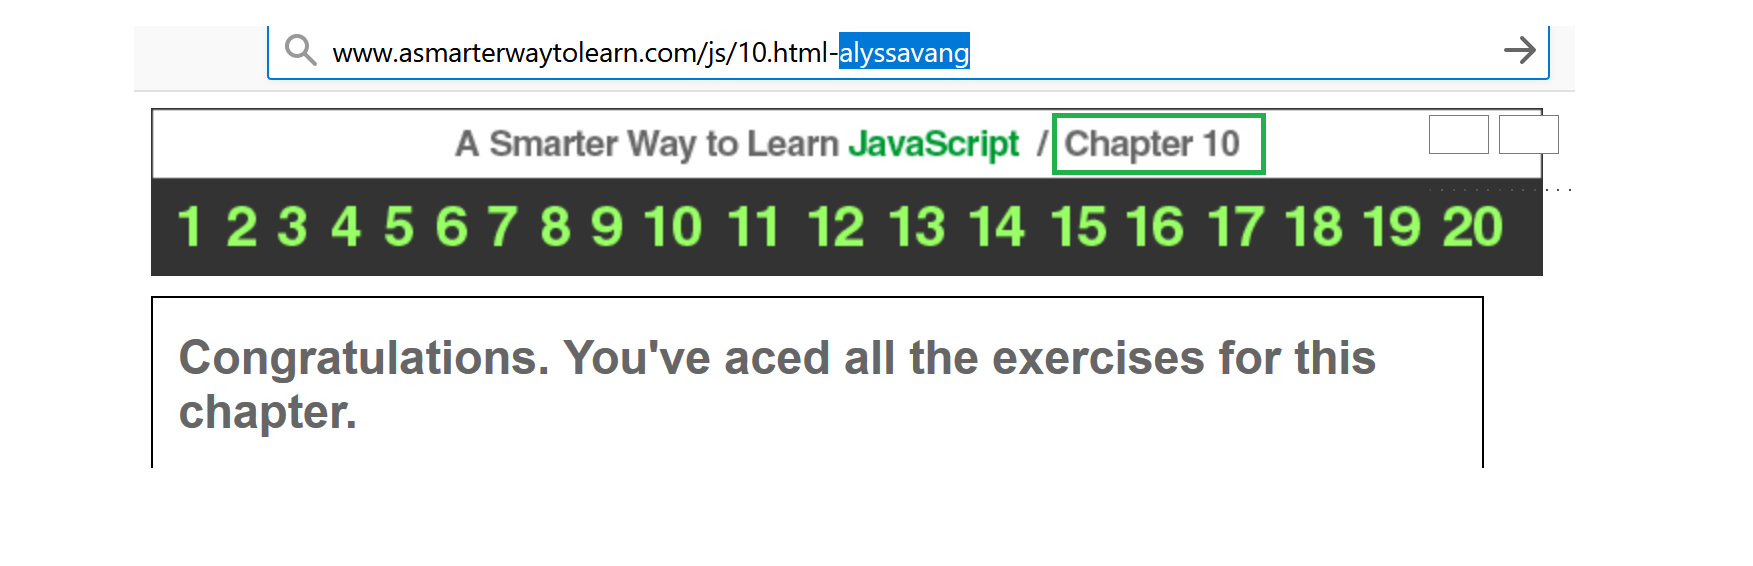 www.asmarterwaytolearn.com/js/10.html-alyssavang
A Smarter Way to Learn JavaScript / Chapter 10
1 2 3 4 5 6 7 8 9 10 11 12 13 14 15 16 17 18 19 20
Congratulations. You've aced all the exercises for this
chapter.